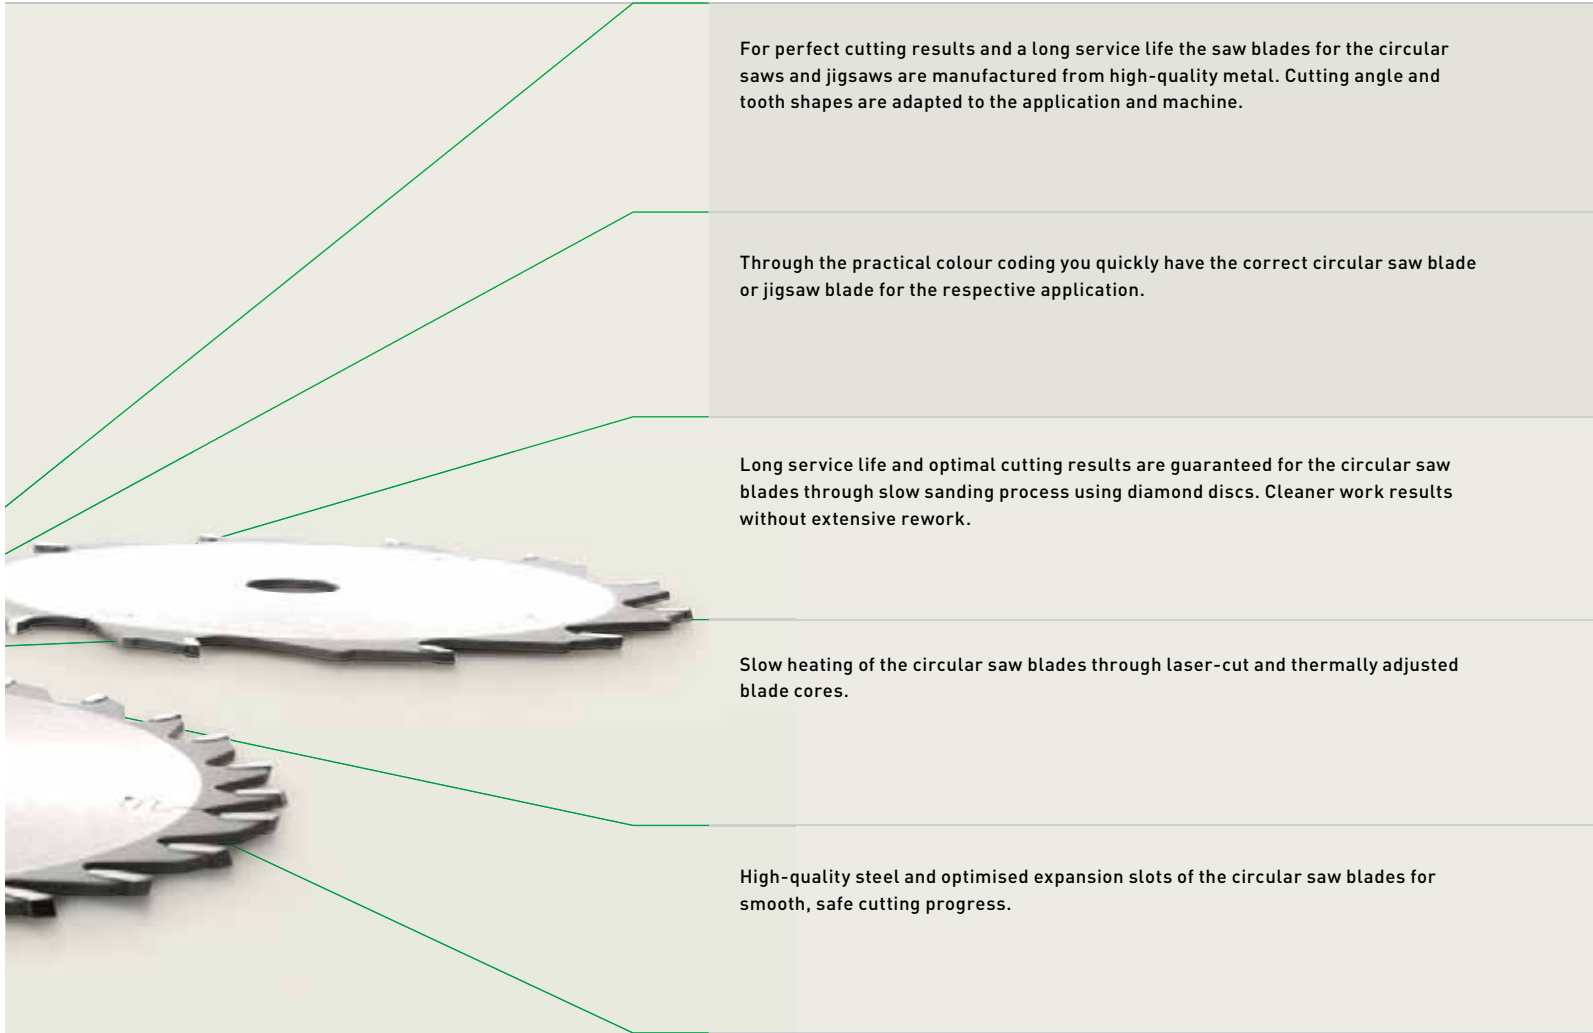 For perfect cutting results and a long service life the saw blades for the circular
saws and jigsaws are manufactured from high-quality metal. Cutting angle and
tooth shapes are adapted to the application and machine.
Through the practical colour coding you quickly have the correct circular saw blade
or jigsaw blade for the respective application.
Long service life and optimal cutting results are guaranteed for the circular saw
blades through slow sanding process using diamond discs. Cleaner work results
without extensive rework.
Slow heating of the circular saw blades through laser-cut and thermally adjusted
blade cores.
High-quality steel and optimised expansion slots of the circular saw blades for
smooth, safe cutting progress.